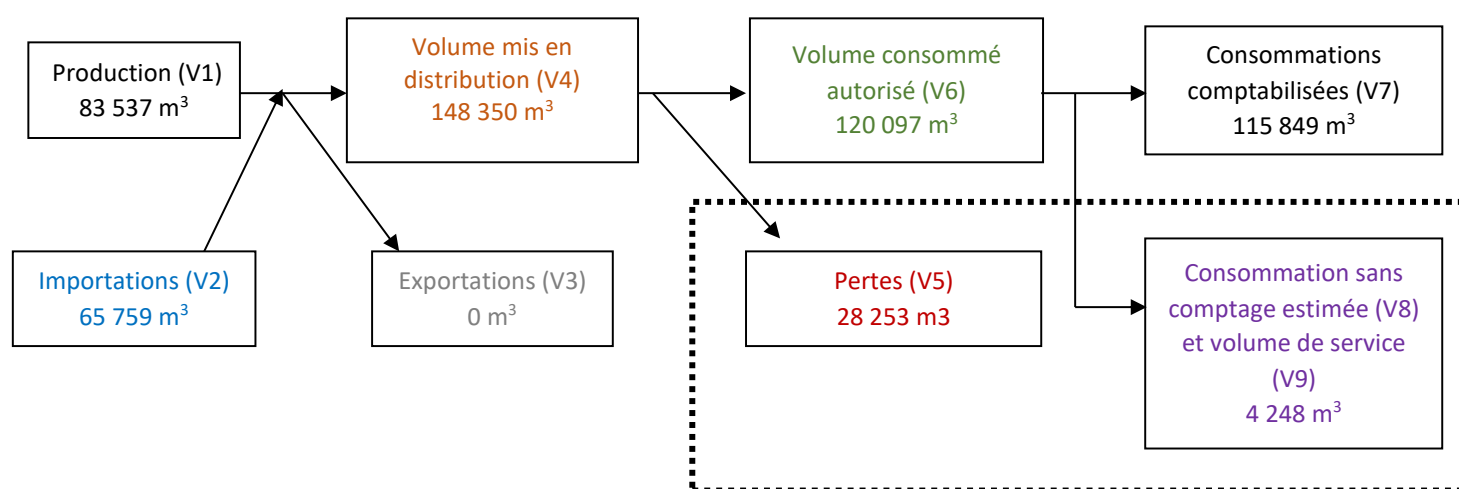 Production (V1)
83 537 m³
Volume mis en
distribution (V4)
148 350 m³
Volume consommé
autorisé (V6)
120 097 m³
Consommations
comptabilisées (V7)
115 849 m³
Importations (V2)
65 759 m³
Exportations (V3)
0 m³
Pertes (V5)
28 253 m3
Consommation sans
comptage estimée (V8)
et volume de service
(V9)
4 248 m³